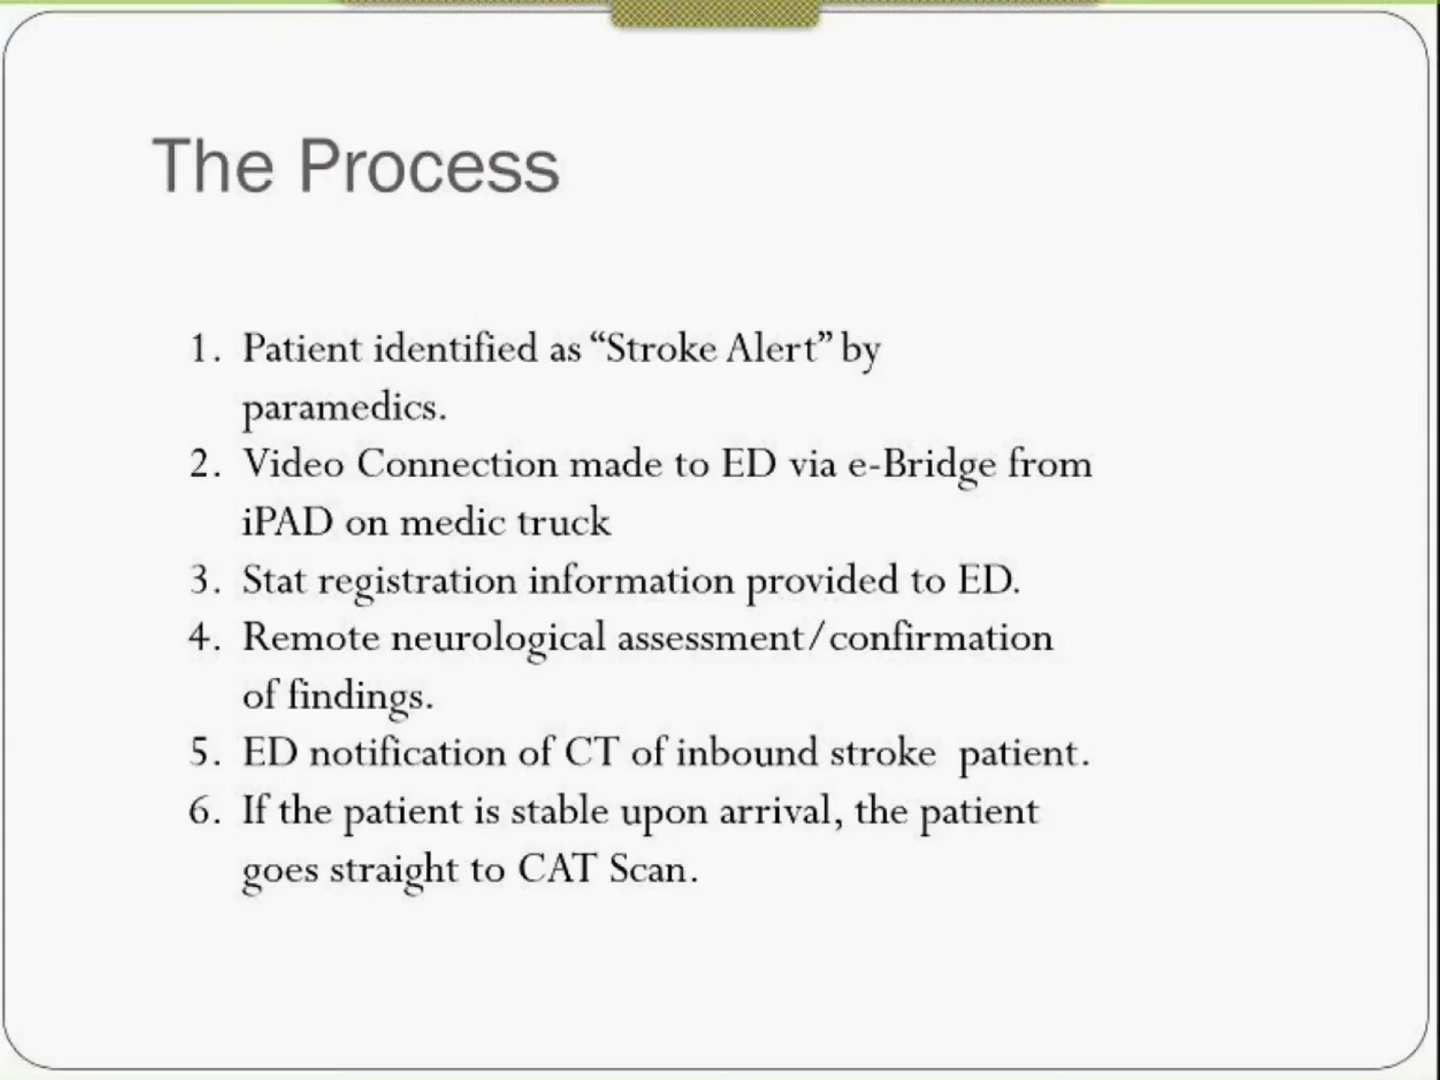 The Process
1. Patient identified as “Stroke Alert” by
paramedics.
2. Video Connection made to ED via e-Bridge from
iPAD on medic truck
3. Stat registration information provided to ED.
4. Remote neurological assessment/confirmation
of findings.
5. ED notification of CT of inbound stroke  patient.
6. If the patient is stable upon arrival, the patient
goes straight to CAT Scan.